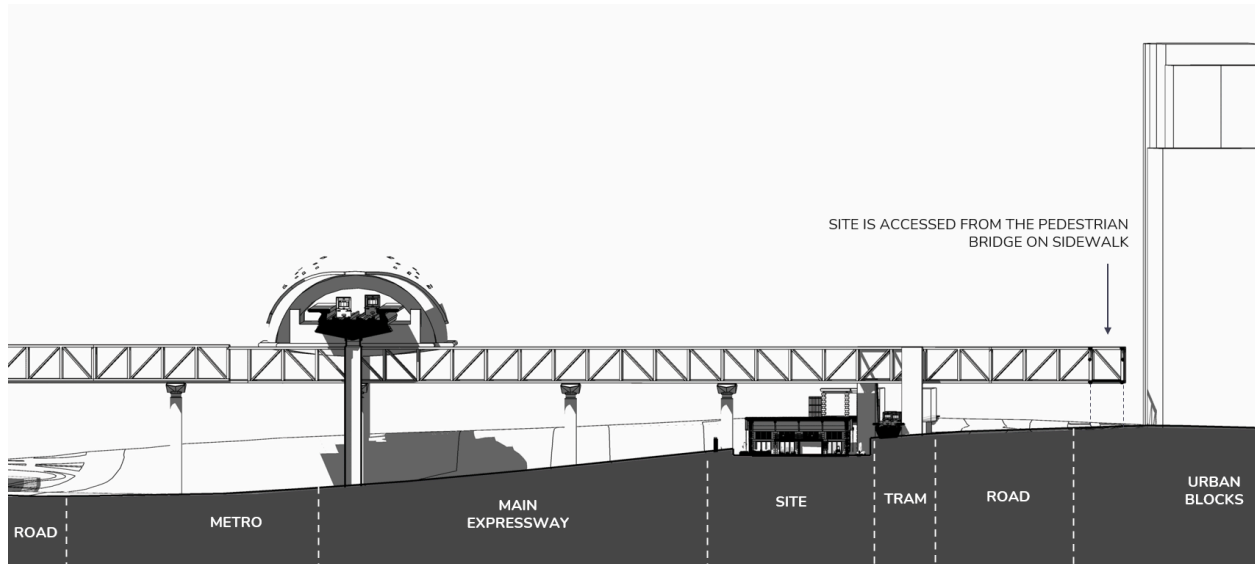 SITE IS ACCESSED FROM THE PEDESTRIAN
BRIDGE ON SIDEWALK
ROAD
METRO
MAIN
EXPRESSWAY
SITE
TRAM
ROAD
URBAN
BLOCKS